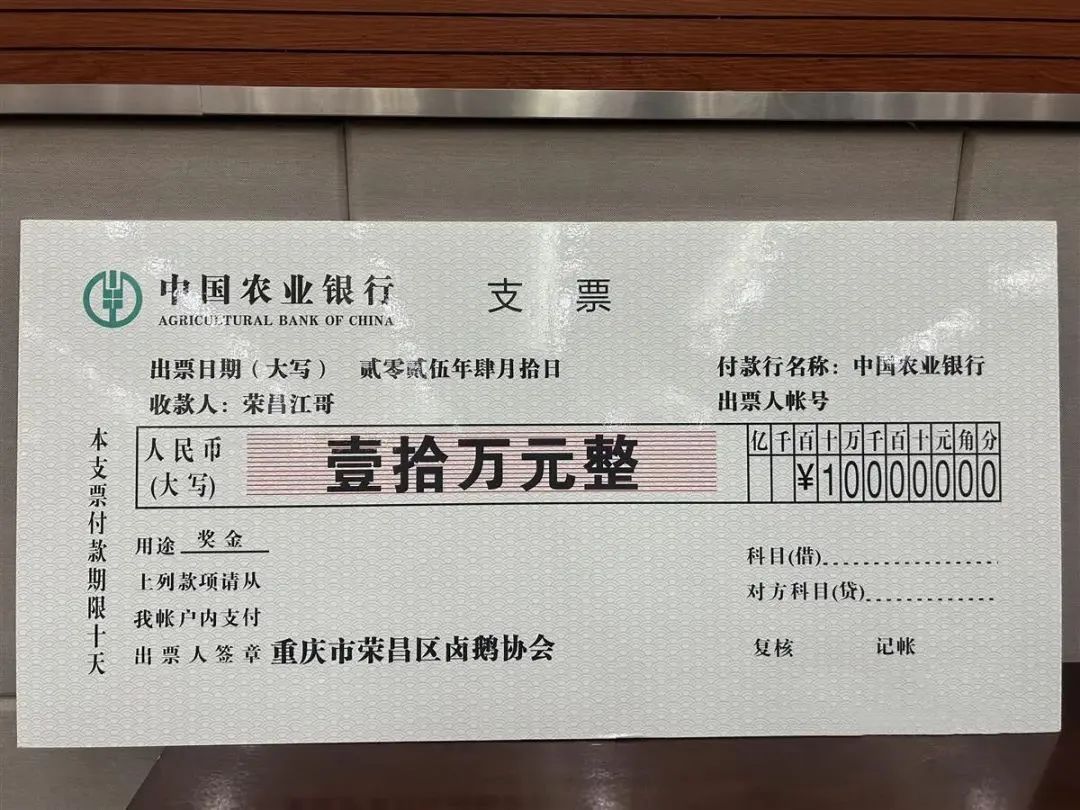 中国农业银行 支票
AGRICULTURAL BANK OF CHINA
出票日期（大写） 贰零贰伍年肆月拾日 付款行名称：中国农业银行
收款人：荣昌江哥 出票人帐号
人民币(大写) 壹拾万元整
亿千百十万千百十元角分
¥10000000
用途 奖金
上列款项请从
我帐户内支付
出票人签章 重庆市荣昌区卤鹅协会
科目(借)
对方科目(贷)
复核 记帐
本支票付款期限十天